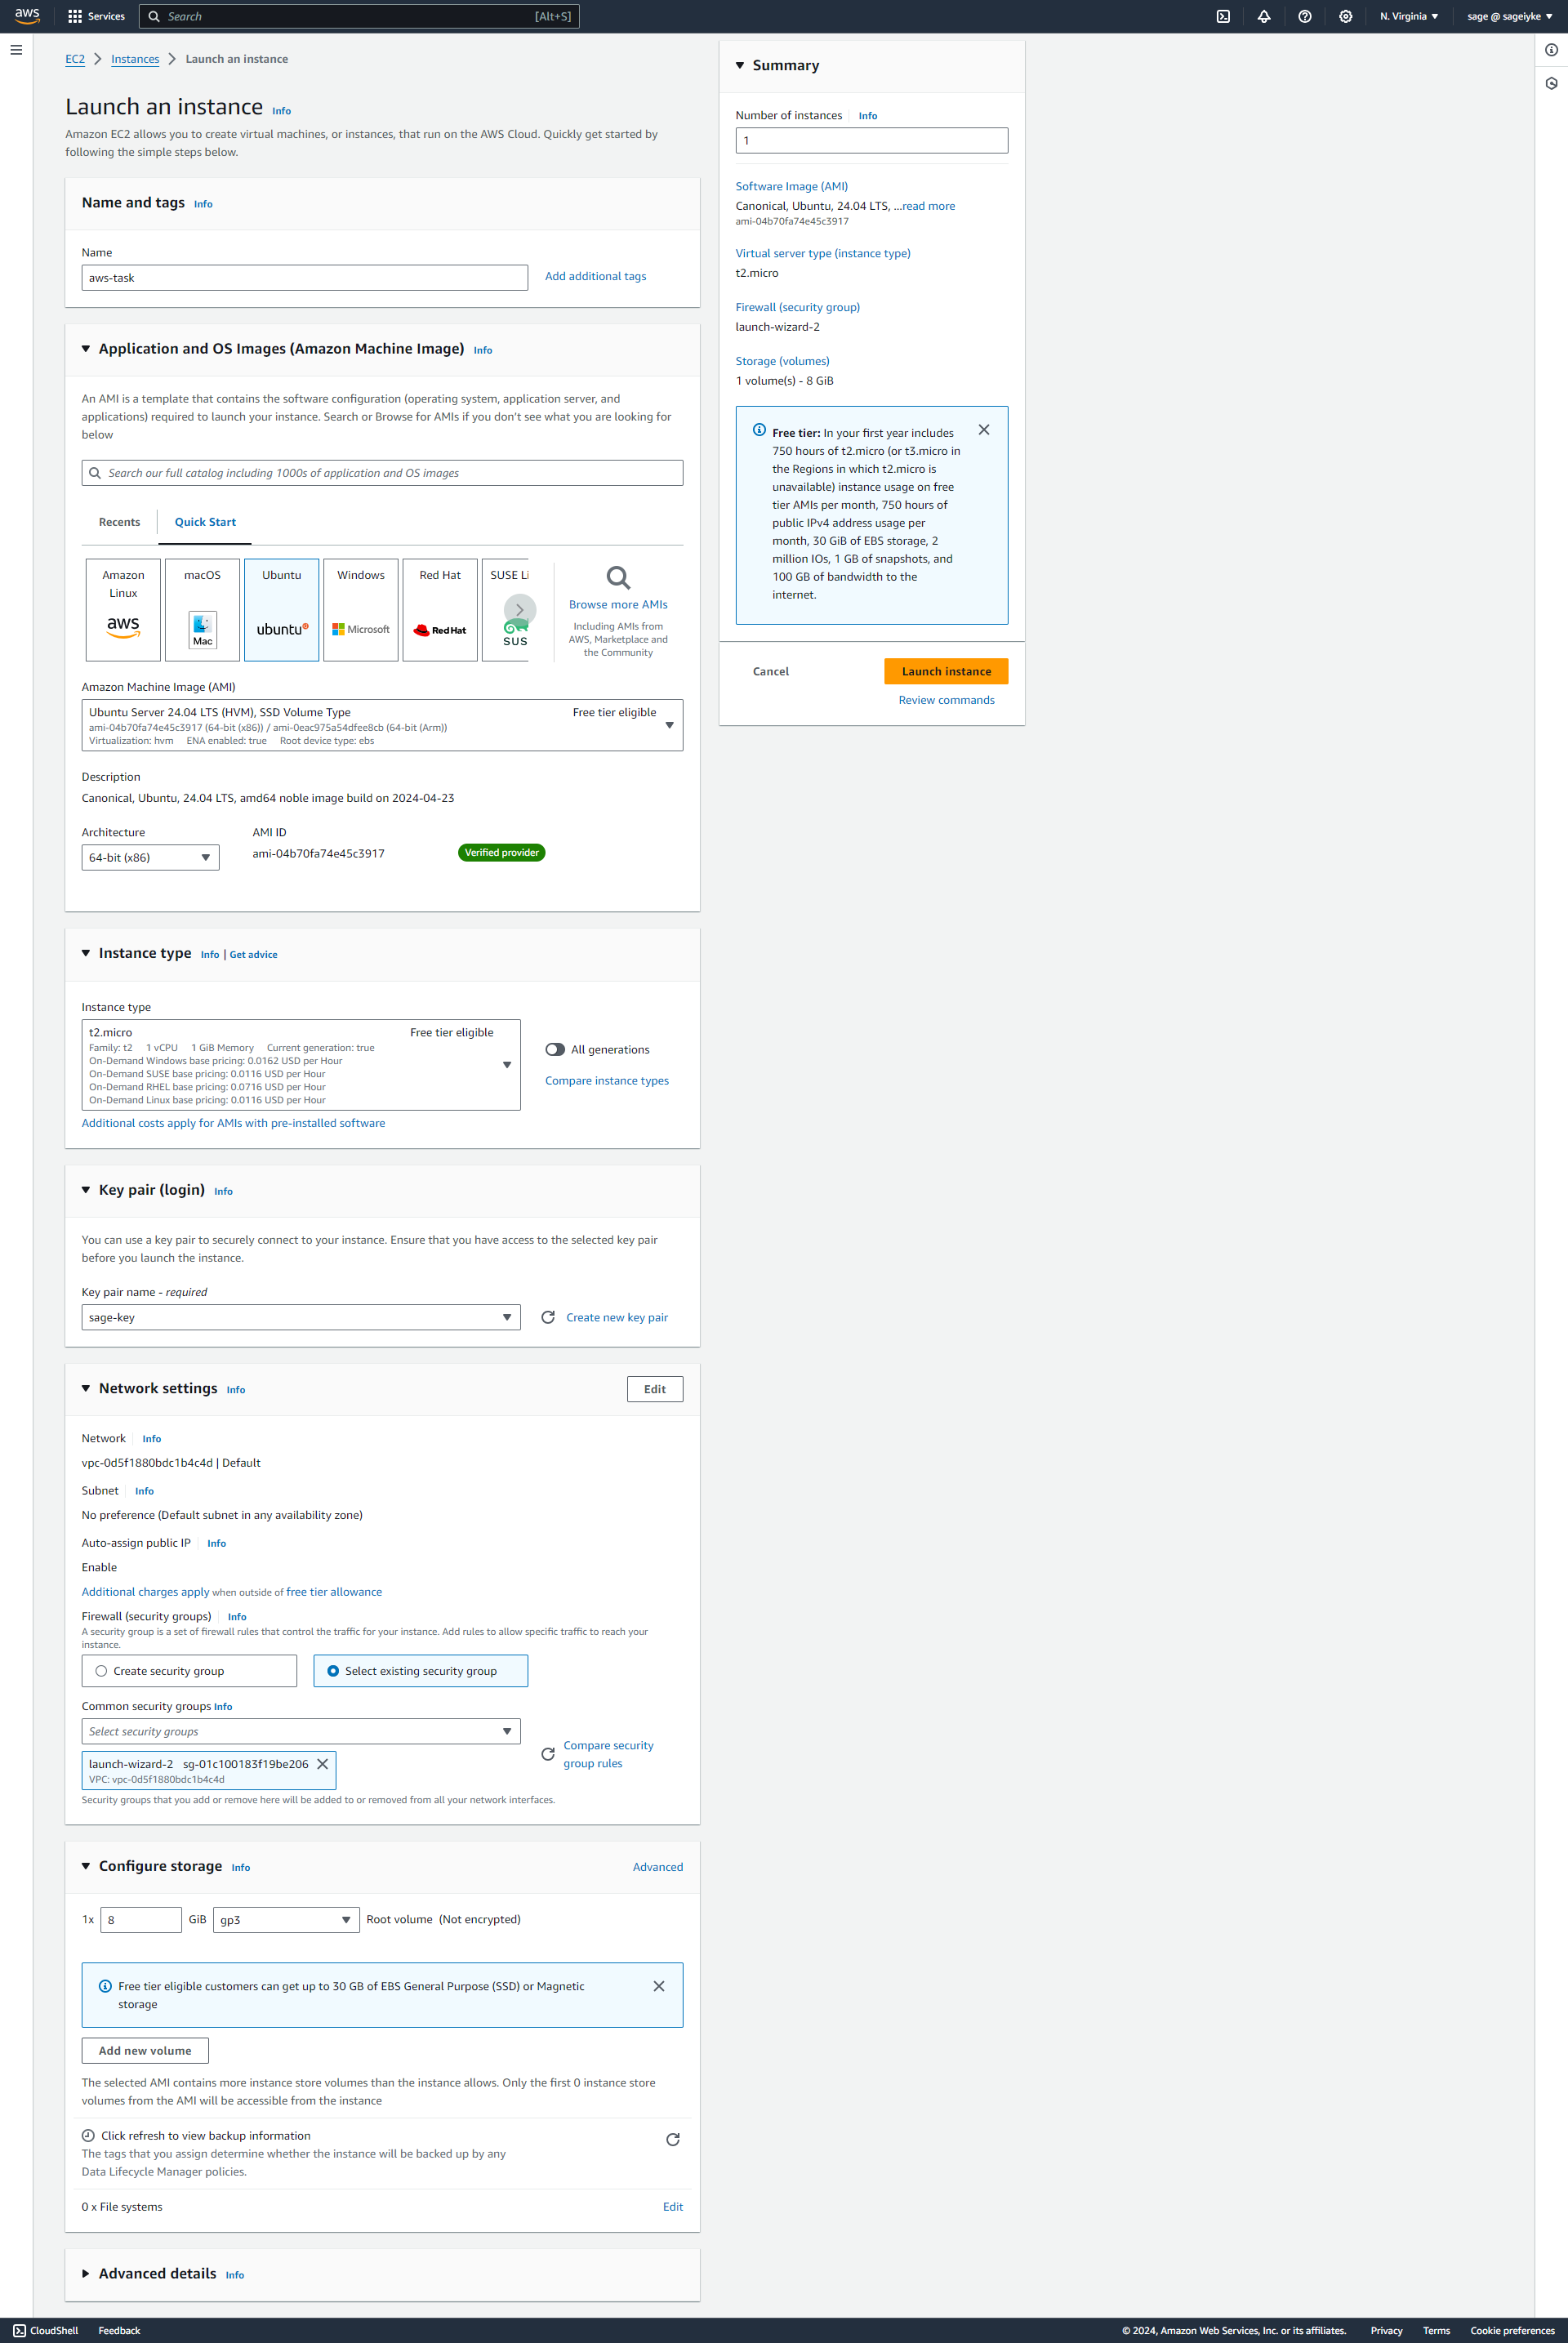 aws
Services
Search
[Alt+S]
N. Virginia
sage @ sageiyke
EC2
Instances
Launch an instance
Launch an instance Info
Amazon EC2 allows you to create virtual machines, or instances, that run on the AWS Cloud. Quickly get started by
following the simple steps below.
Name and tags Info
Name
aws-task
Add additional tags
Application and OS Images (Amazon Machine Image) Info
An AMI is a template that contains the software configuration (operating system, application server, and
applications) required to launch your instance. Search or Browse for AMIs if you don't see what you are looking for
below
Search our full catalog including 1000s of application and OS images
Recents
Quick Start
Amazon
Linux
aws
macOS
Mac
Ubuntu
ubuntu
Windows
Microsoft
Red Hat
Red Hat
SUSE Li
SUS
Browse more AMIs
Including AMIs from
AWS, Marketplace and
the Community
Amazon Machine Image (AMI)
Ubuntu Server 24.04 LTS (HVM), SSD Volume Type
Free tier eligible
ami-04b70fa74e45c3917 (64-bit (x86)) / ami-0eac975a54dfee8cb (64-bit (Arm))
Virtualization: hvm ENA enabled: true Root device type: ebs
Description
Canonical, Ubuntu, 24.04 LTS, amd64 noble image build on 2024-04-23
Architecture
64-bit (x86)
AMI ID
ami-04b70fa74e45c3917
Verified provider
Instance type Info | Get advice
Instance type
t2.micro
Free tier eligible
Family: t2 1 vCPU 1 GiB Memory Current generation: true
On-Demand Windows base pricing: 0.0162 USD per Hour
On-Demand SUSE base pricing: 0.0116 USD per Hour
On-Demand RHEL base pricing: 0.0716 USD per Hour
On-Demand Linux base pricing: 0.0116 USD per Hour
All generations
Compare instance types
Additional costs apply for AMIs with pre-installed software
Key pair (login) Info
You can use a key pair to securely connect to your instance. Ensure that you have access to the selected key pair
before you launch the instance.
Key pair name - required
sage-key
Create new key pair
Network settings Info
Edit
Network Info
vpc-0d5f1880bdc1b4c4d | Default
Subnet Info
No preference (Default subnet in any availability zone)
Auto-assign public IP Info
Enable
Additional charges apply when outside of free tier allowance
Firewall (security groups) Info
A security group is a set of firewall rules that control the traffic for your instance. Add rules to allow specific traffic to reach your
instance.
Create security group
Select existing security group
Common security groups Info
Select security groups
launch-wizard-2 sg-01c100183f19be206
VPC: vpc-0d5f1880bdc1b4c4d
Compare security
group rules
Security groups that you add or remove here will be added to or removed from all your network interfaces.
Configure storage Info
Advanced
1x
8
GiB
gp3
Root volume (Not encrypted)
Free tier eligible customers can get up to 30 GB of EBS General Purpose (SSD) or Magnetic
storage
Add new volume
The selected AMI contains more instance store volumes than the instance allows. Only the first 0 instance store
volumes from the AMI will be accessible from the instance
Click refresh to view backup information
The tags that you assign determine whether the instance will be backed up by any
Data Lifecycle Manager policies.
0 x File systems
Edit
Advanced details Info
Summary
Number of instances Info
1
Software Image (AMI)
Canonical, Ubuntu, 24.04 LTS, ...read more
ami-04b70fa74e45c3917
Virtual server type (instance type)
t2.micro
Firewall (security group)
launch-wizard-2
Storage (volumes)
1 volume(s) - 8 GiB
Free tier: In your first year includes
750 hours of t2.micro (or t3.micro in
the Regions in which t2.micro is
unavailable) instance usage on free
tier AMIs per month, 750 hours of
public IPv4 address usage per
month, 30 GiB of EBS storage, 2
million IOs, 1 GB of snapshots, and
100 GB of bandwidth to the
internet.
Cancel
Launch instance
Review commands
CloudShell
Feedback
© 2024, Amazon Web Services, Inc. or its affiliates.
Privacy
Terms
Cookie preferences